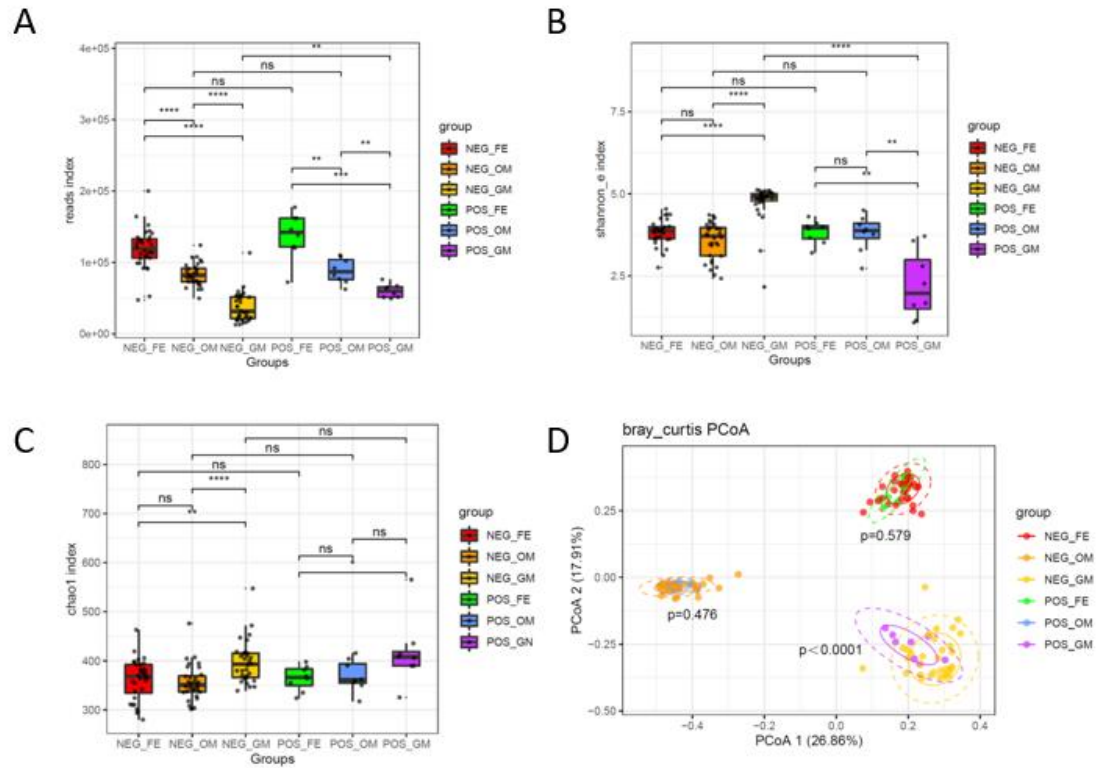 A
4e+05
3e+05
2e+05
1e+05
0e+00
reads index
**
ns
ns
****
****
****
**
**
***
NEG_FE NEG_OM NEG_GM POS_FE POS_OM POS_GM
Groups
group
NEG_FE
NEG_OM
NEG_GM
POS_FE
POS_OM
POS_GM
B
7.5
5.0
2.5
shannon_e index
****
ns
ns
****
ns
****
**
ns
**
NEG_FE NEG_OM NEG_GM POS_FE POS_OM POS_GM
Groups
group
NEG_FE
NEG_OM
NEG_GM
POS_FE
POS_OM
POS_GM
C
800
700
600
500
400
300
chao1 index
ns
ns
ns
****
ns
**
ns
ns
NEG_FE NEG_OM NEG_GM POS_FE POS_OM POS_GM
Groups
group
NEG_FE
NEG_OM
NEG_GM
POS_FE
POS_OM
POS_GN
D
bray_curtis PCoA
0.25
0.00
−0.25
−0.50
PCoA 2 (17.91%)
p=0.579
p=0.476
p<0.0001
−0.4 −0.2 0.0 0.2 0.4
PCoA 1 (26.86%)
group
NEG_FE
NEG_OM
NEG_GM
POS_FE
POS_OM
POS_GM